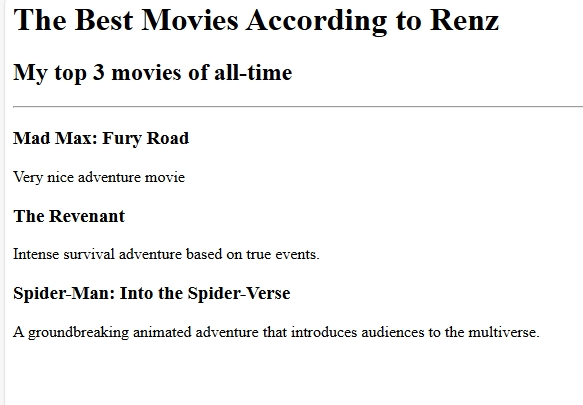 The Best Movies According to Renz
My top 3 movies of all-time
Mad Max: Fury Road
Very nice adventure movie
The Revenant
Intense survival adventure based on true events.
Spider-Man: Into the Spider-Verse
A groundbreaking animated adventure that introduces audiences to the multiverse.